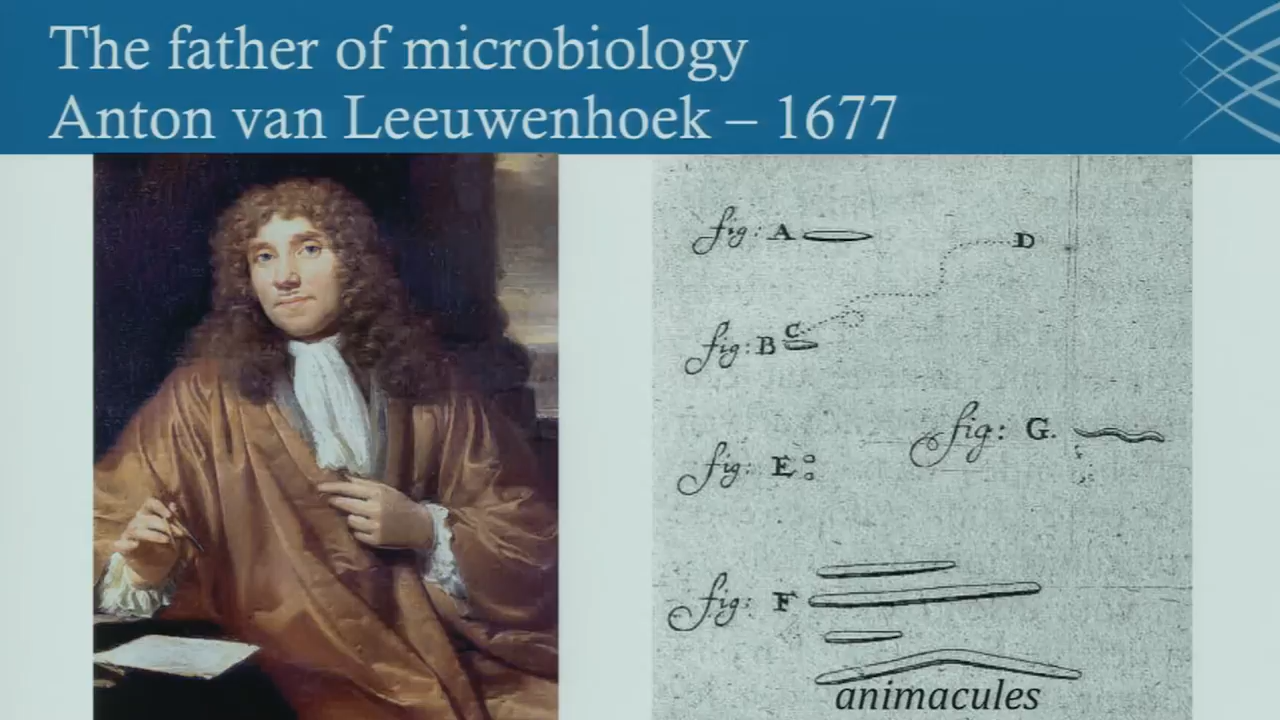 The father of microbiology
Anton van Leeuwenhoek – 1677
fig: A
D
fig: B C
fig: G.
fig: E
fig: F
animacules